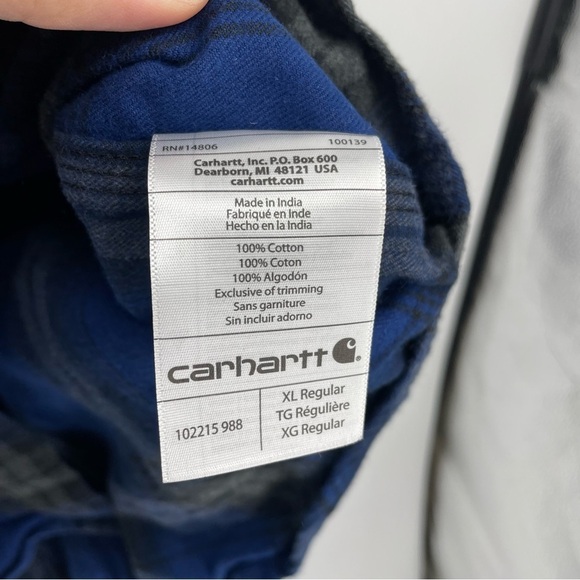 RN#14806 100139
Carhartt, Inc. P.O. Box 600
Dearborn, MI 48121 USA
carhartt.com
Made in India
Fabriqué en Inde
Hecho en la India
100% Cotton
100% Coton
100% Algodón
Exclusive of trimming
Sans garniture
Sin incluir adorno
carhartt
102215 988
XL Regular
TG Régulière
XG Regular